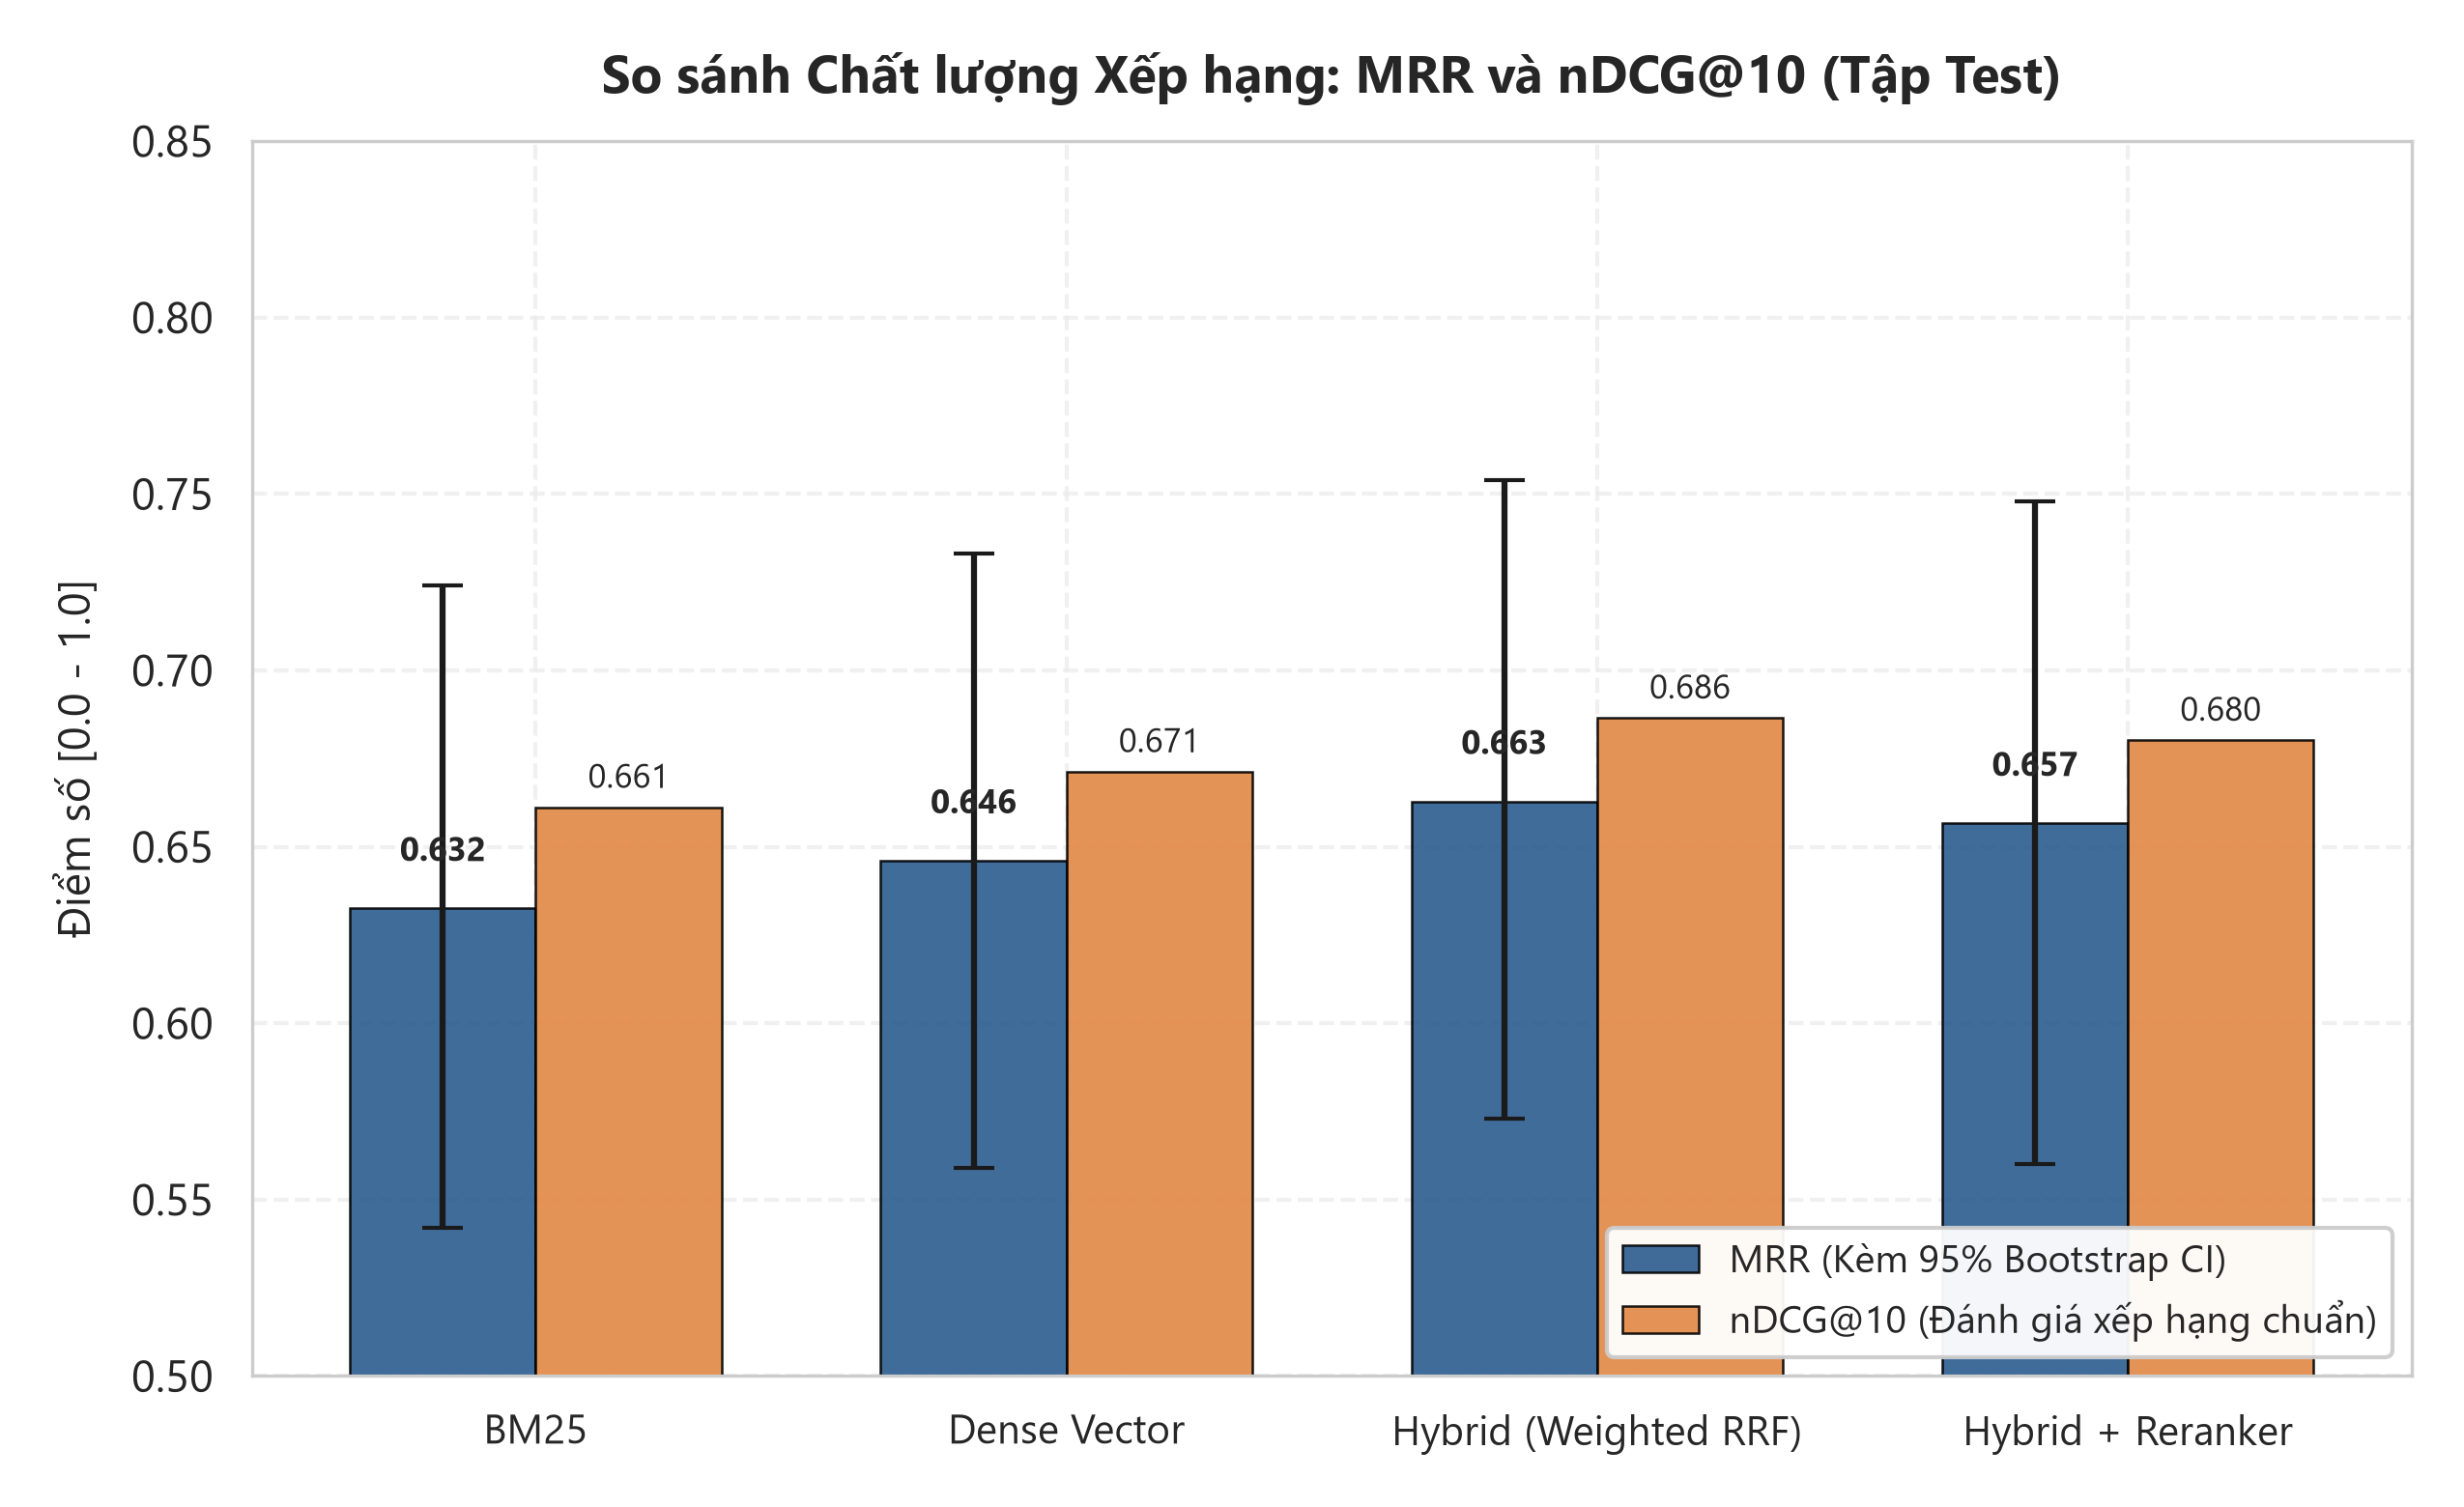 So sánh Chất lượng Xếp hạng: MRR và nDCG@10 (Tập Test)
Điểm số [0.0 - 1.0]
0.85
0.80
0.75
0.70
0.65
0.60
0.55
0.50
0.632
0.661
0.646
0.671
0.663
0.686
0.657
0.680
MRR (Kèm 95% Bootstrap CI)
nDCG@10 (Đánh giá xếp hạng chuẩn)
BM25
Dense Vector
Hybrid (Weighted RRF)
Hybrid + Reranker